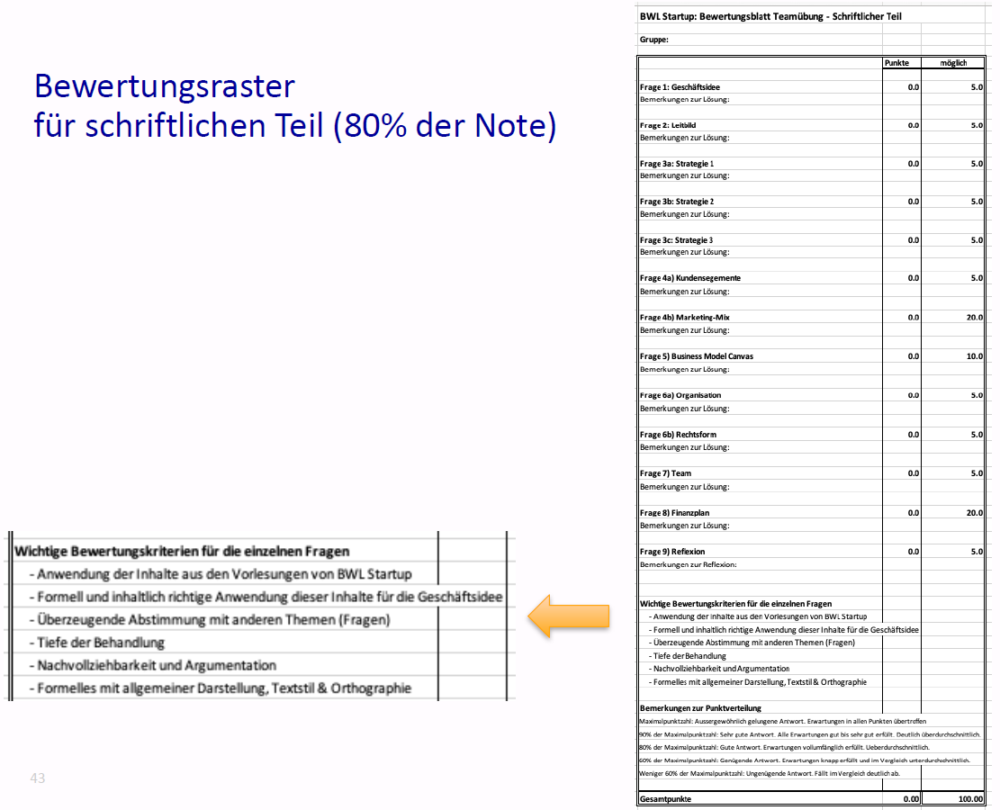 Bewertungsraster
für schriftlichen Teil (80% der Note)
Wichtige Bewertungskriterien für die einzelnen Fragen
- Anwendung der Inhalte aus den Vorlesungen von BWL Startup
- Formell und inhaltlich richtige Anwendung dieser Inhalte für die Geschäftsidee
- Überzeugende Abstimmung mit anderen Themen (Fragen)
- Tiefe der Behandlung
- Nachvollziehbarkeit und Argumentation
- Formelles mit allgemeiner Darstellung, Textstil & Orthographie
43
BWL Startup: Bewertungsblatt Teamübung - Schriftlicher Teil
Gruppe:
Punkte möglich
Frage 1: Geschäftsidee 0.0 5.0
Bemerkungen zur Lösung:
Frage 2: Leitbild 0.0 5.0
Bemerkungen zur Lösung:
Frage 3a: Strategie 1 0.0 5.0
Bemerkungen zur Lösung:
Frage 3b: Strategie 2 0.0 5.0
Bemerkungen zur Lösung:
Frage 3c: Strategie 3 0.0 5.0
Bemerkungen zur Lösung:
Frage 4a) Kundensegemente 0.0 5.0
Bemerkungen zur Lösung:
Frage 4b) Marketing-Mix 0.0 20.0
Bemerkungen zur Lösung:
Frage 5) Business Model Canvas 0.0 10.0
Bemerkungen zur Lösung:
Frage 6a) Organisation 0.0 5.0
Bemerkungen zur Lösung:
Frage 6b) Rechtsform 0.0 5.0
Bemerkungen zur Lösung:
Frage 7) Team 0.0 5.0
Bemerkungen zur Lösung:
Frage 8) Finanzplan 0.0 20.0
Bemerkungen zur Lösung:
Frage 9) Reflexion 0.0 5.0
Bemerkungen zur Reflexion:
Wichtige Bewertungskriterien für die einzelnen Fragen
- Anwendung der Inhalte aus den Vorlesungen von BWL Startup
- Formell und inhaltlich richtige Anwendung dieser Inhalte für die Geschäftsidee
- Überzeugende Abstimmung mit anderen Themen (Fragen)
- Tiefe der Behandlung
- Nachvollziehbarkeit und Argumentation
- Formelles mit allgemeiner Darstellung, Textstil & Orthographie
Bemerkungen zur Punktverteilung
Maximalpunktzahl: Aussergewöhnlich gelungene Antwort. Erwartungen in allen Punkten übertroffen
90% der Maximalpunktzahl: Sehr gute Antwort. Alle Erwartungen gut bis sehr gut erfüllt. Deutlich überdurchschnittlich.
80% der Maximalpunktzahl: Gute Antwort. Erwartungen vollumfänglich erfüllt. Ueberdurchschnittlich.
60% der Maximalpunktzahl: Genügende Antwort. Erwartungen knapp erfüllt und im Vergleich unterdurchschnittlich.
Weniger 60% der Maximalpunktzahl: Ungenügende Antwort. Fällt im Vergleich deutlich ab.
Gesamtpunkte 0.00 100.00